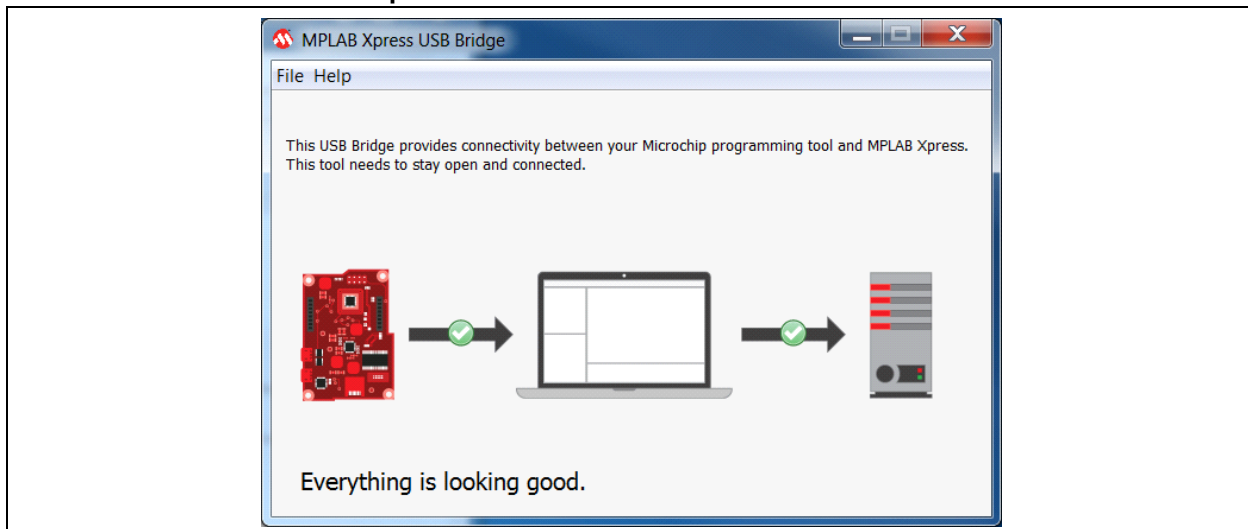 MPLAB Xpress USB Bridge
File Help
This USB Bridge provides connectivity between your Microchip programming tool and MPLAB Xpress.
This tool needs to stay open and connected.
Everything is looking good.